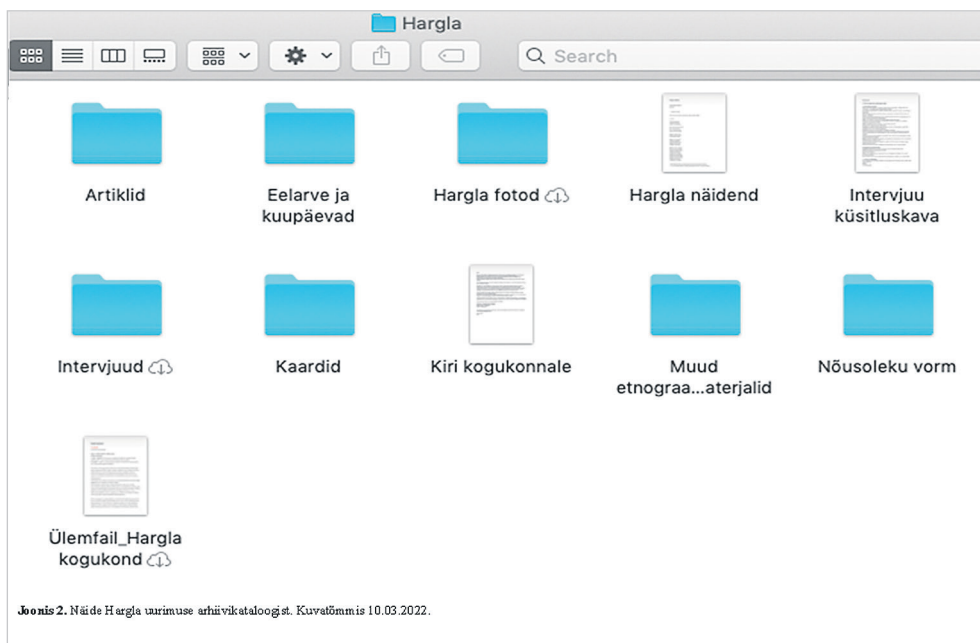 Hargla
Search
Artiklid
Eelarve ja
kuupäevad
Hargla fotod
Hargla näidend
Intervjuu
küsitluskava
Intervjuud
Kaardid
Kiri kogukonnale
Muud
etnograa...aterjalid
Nõusoleku vorm
Ülemfail_Hargla
kogukond
Joonis 2. Näide Hargla uurimuse arhiivikataloogist. Kuvatõmmis 10.03.2022.